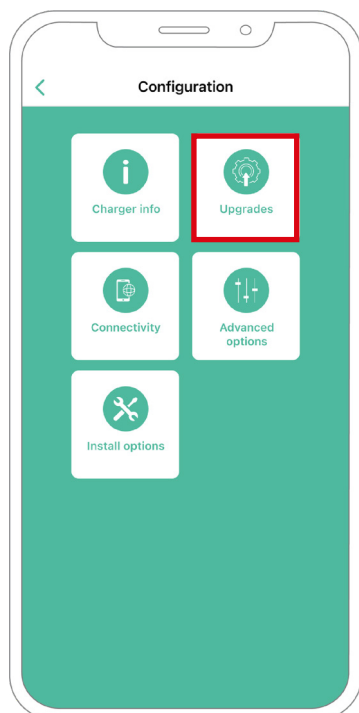 Configuration
Charger info
Upgrades
Connectivity
Advanced
options
Install options